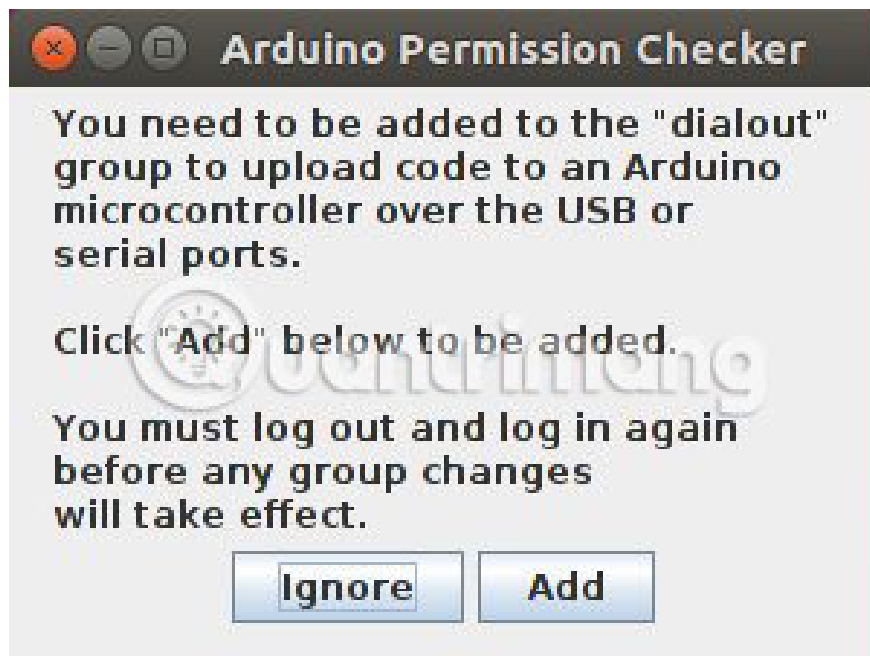 Arduino Permission Checker
You need to be added to the "dialout"
group to upload code to an Arduino
microcontroller over the USB or
serial ports.
Click "Add" below to be added.
Quantrimang
You must log out and log in again
before any group changes
will take effect.
Ignore Add